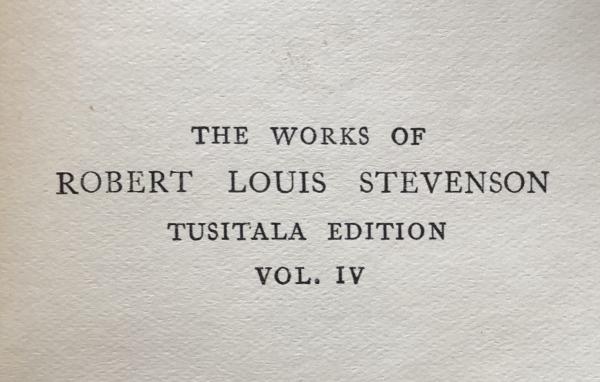 THE WORKS OF
ROBERT LOUIS STEVENSON
TUSITALA EDITION
VOL. IV